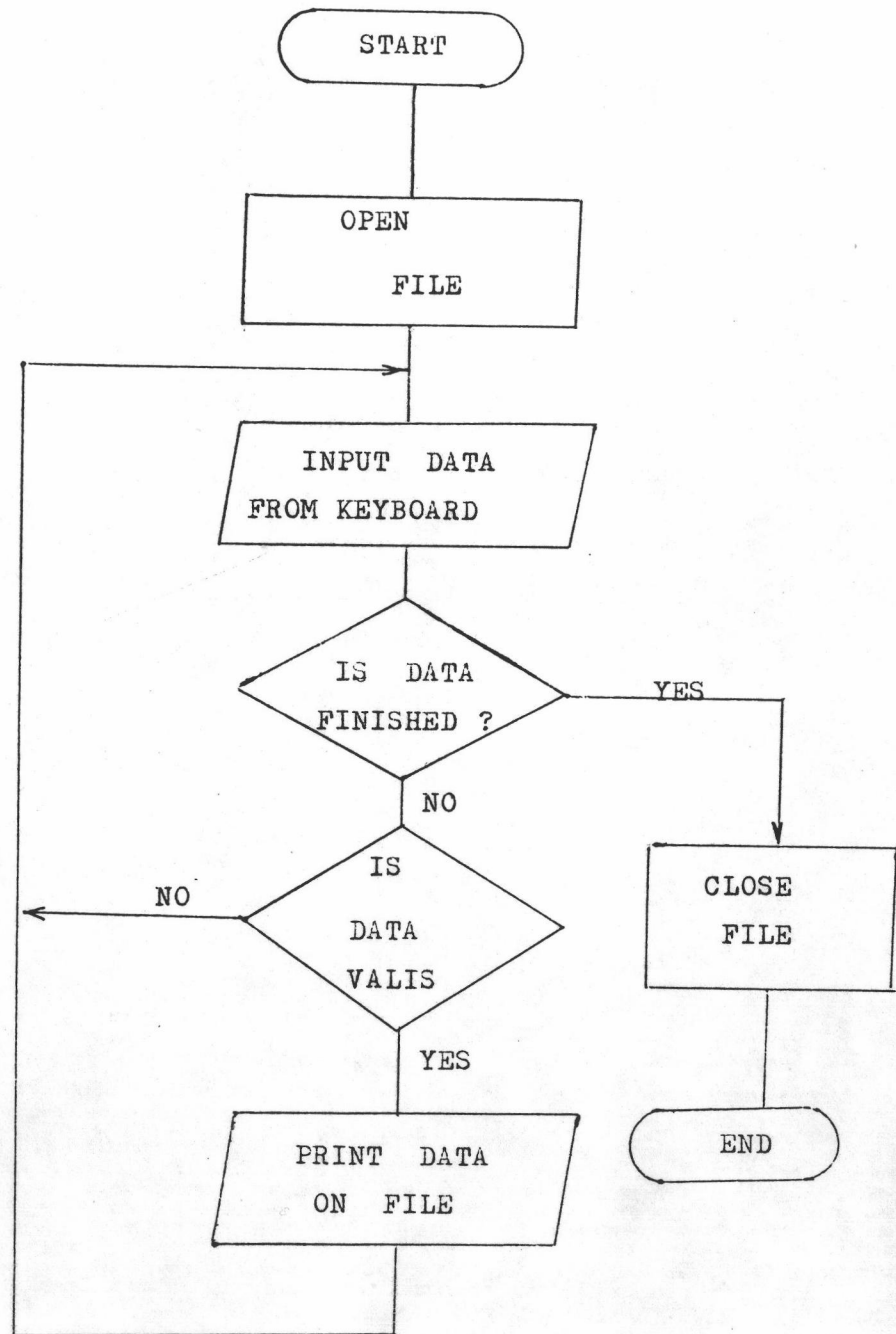 START
OPEN
FILE
INPUT DATA
FROM KEYBOARD
IS DATA
FINISHED ?
YES
NO
IS
DATA
VALIS
NO
YES
CLOSE
FILE
PRINT DATA
ON FILE
END